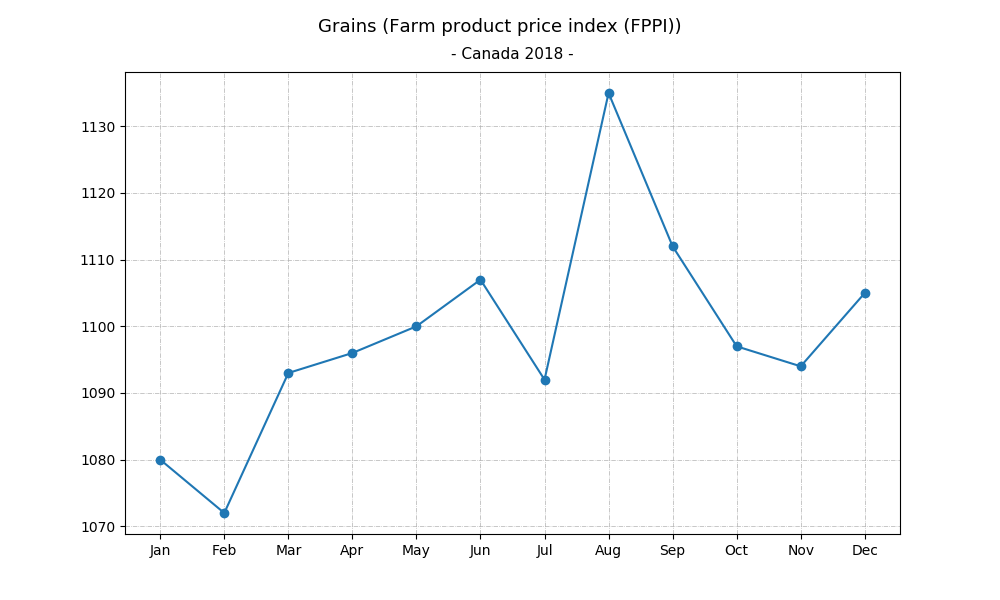 Grains (Farm product price index (FPPI))
- Canada 2018 -
1130
1120
1110
1100
1090
1080
1070
Jan Feb Mar Apr May Jun Jul Aug Sep Oct Nov Dec